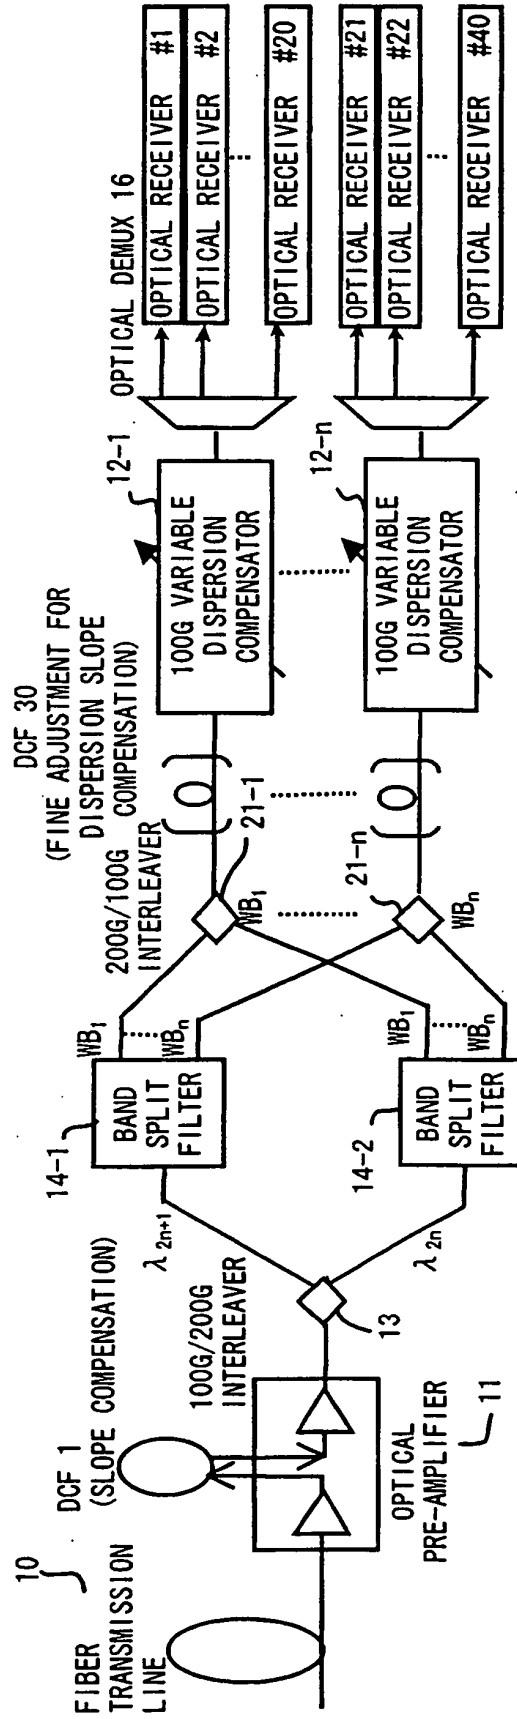 FIBER
TRANSMISSION
LINE
10
DCF 1
(SLOPE COMPENSATION)
OPTICAL
PRE-AMPLIFIER
11
100G/200G
INTERLEAVER
13
λ2n+1
λ2n
14-1
BAND
SPLIT
FILTER
WB1
WBn
14-2
BAND
SPLIT
FILTER
WB1
WBn
200G/100G
INTERLEAVER
21-1
WB1
21-n
WBn
DCF 30
(FINE ADJUSTMENT FOR
DISPERSION SLOPE
COMPENSATION)
12-1
100G VARIABLE
DISPERSION
COMPENSATOR
12-n
100G VARIABLE
DISPERSION
COMPENSATOR
OPTICAL DEMUX 16
OPTICAL RECEIVER #1
OPTICAL RECEIVER #2
OPTICAL RECEIVER #20
OPTICAL RECEIVER #21
OPTICAL RECEIVER #22
OPTICAL RECEIVER #40